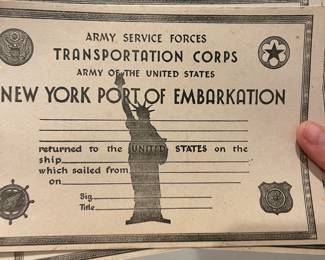 ARMY SERVICE FORCES
TRANSPORTATION CORPS
ARMY OF THE UNITED STATES
NEW YORK PORT OF EMBARKATION
returned to the UNITED STATES on the
ship
which sailed from
on
Sig.
Title